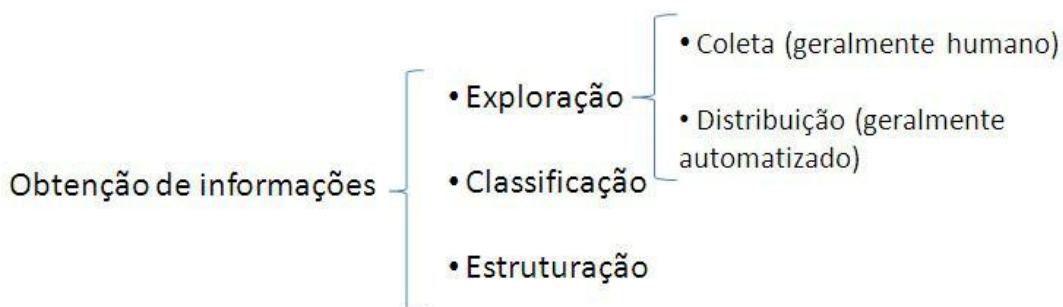 Obtenção de informações
• Exploração
• Coleta (geralmente humano)
• Distribuição (geralmente
automatizado)
• Classificação
• Estruturação